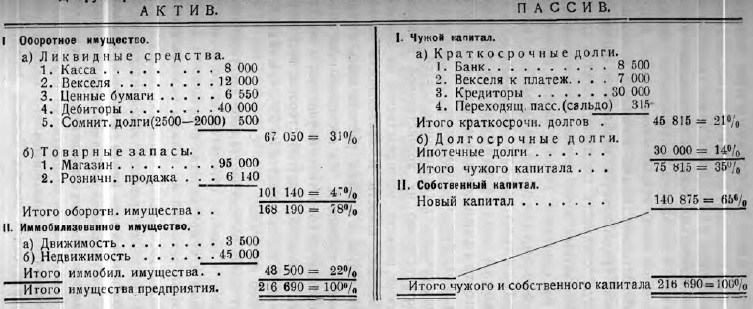 АКТИВ.
I Оборотное имущество.
а) Ликвидные средства.
1. Касса . . . . . . . . . 8 000
2. Векселя . . . . . . . . 12 000
3. Ценные бумаги . . . . . 6 550
4. Дебиторы . . . . . . . 40 000
5. Сомнит. долги(2500—2000) 500
67 050 = 31%
б) Товарные запасы.
1. Магазин . . . . . . . . 95 000
2. Розничн. продажа . . . 6 140
101 140 = 47%
Итого оборотн. имущества . . 168 190 = 78%
II. Иммобилизованное имущество.
а) Движимость . . . . . . . . 3 500
б) Недвижимость . . . . . . 45 000
Итого иммобил. имущества. . 48 500 = 22%
Итого имущества предприятия. 216 690 = 100%
ПАССИВ.
I. Чужой капитал.
а) Краткосрочные долги.
1. Банк . . . . . . . . . 8 500
2. Векселя к платеж. . . . 7 000
3. Кредиторы . . . . . . 30 000
4. Переходящ. пасс.(сальдо) 315
Итого краткосрочн. долгов . 45 815 = 21%
б) Долгосрочные долги.
Ипотечные долги . . . . . . 30 000 = 14%
Итого чужого капитала . . . 75 815 = 35%
II. Собственный капитал.
Новый капитал . . . . . . . 140 875 = 65%
Итого чужого и собственного капитала 216 690=100%